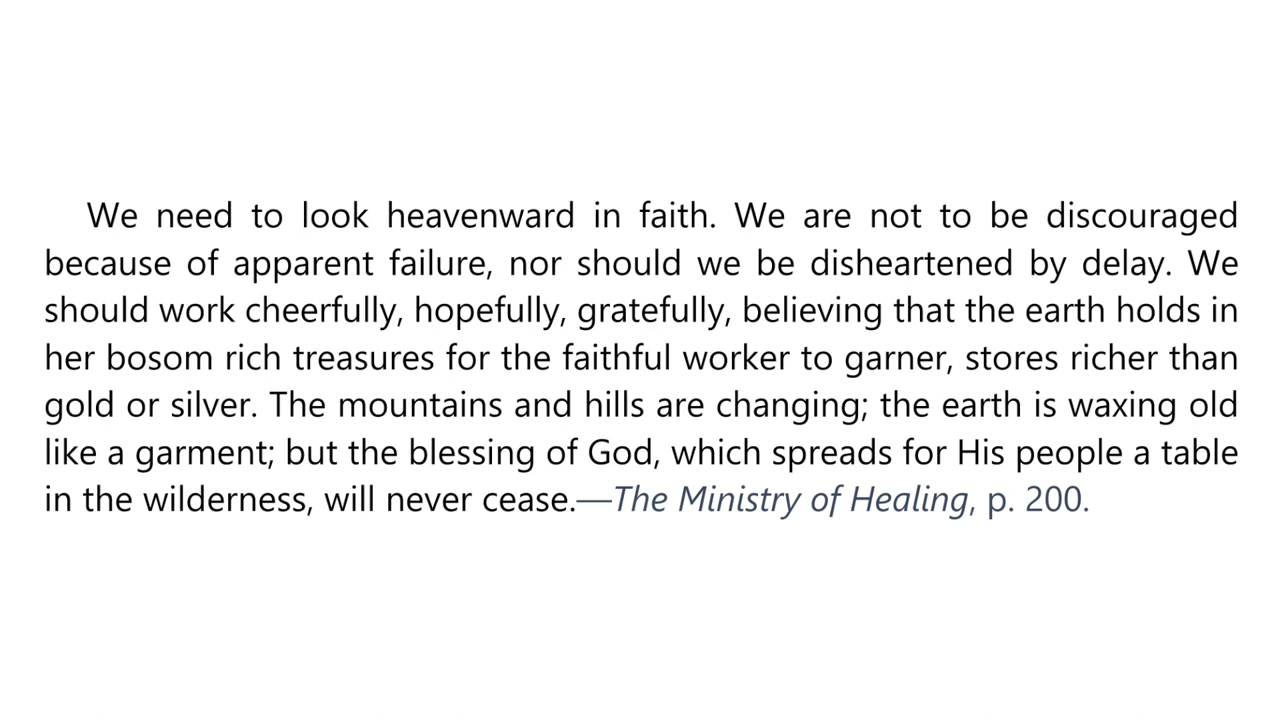 We need to look heavenward in faith. We are not to be discouraged
because of apparent failure, nor should we be disheartened by delay. We
should work cheerfully, hopefully, gratefully, believing that the earth holds in
her bosom rich treasures for the faithful worker to garner, stores richer than
gold or silver. The mountains and hills are changing; the earth is waxing old
like a garment; but the blessing of God, which spreads for His people a table
in the wilderness, will never cease.—The Ministry of Healing, p. 200.